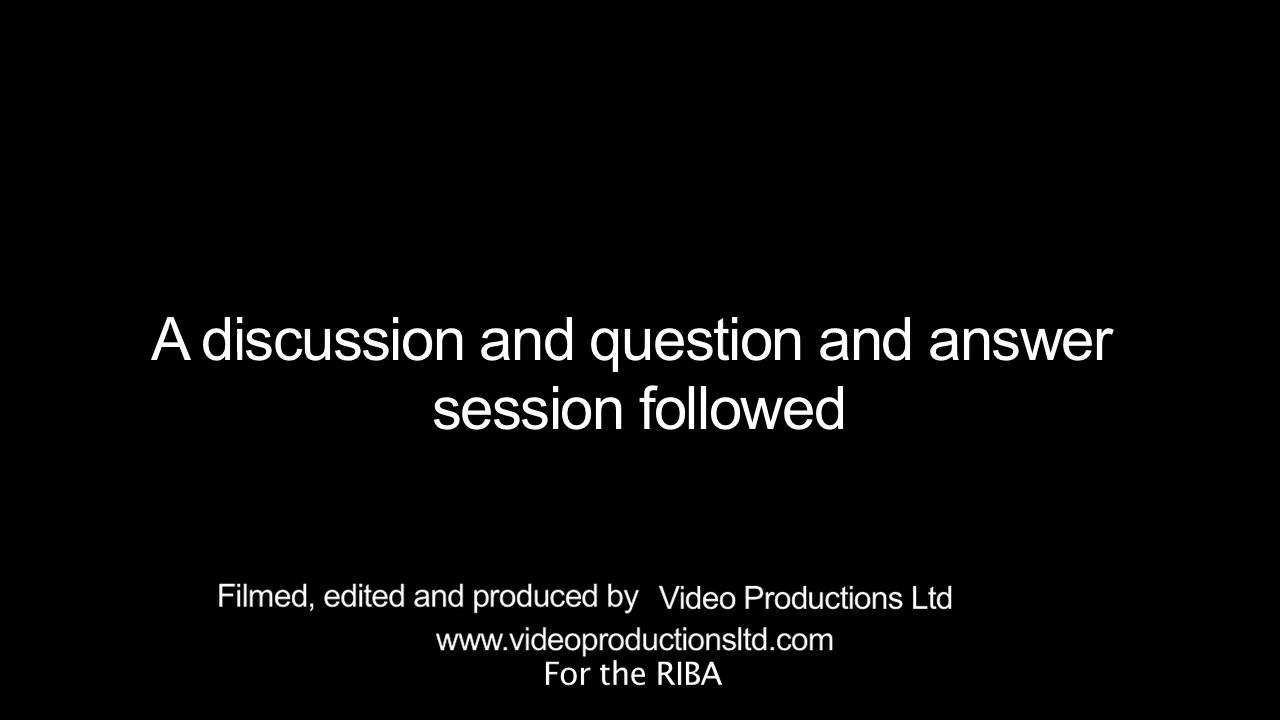 A discussion and question and answer
session followed
Filmed, edited and produced by Video Productions Ltd
www.videoproductionsltd.com
For the RIBA